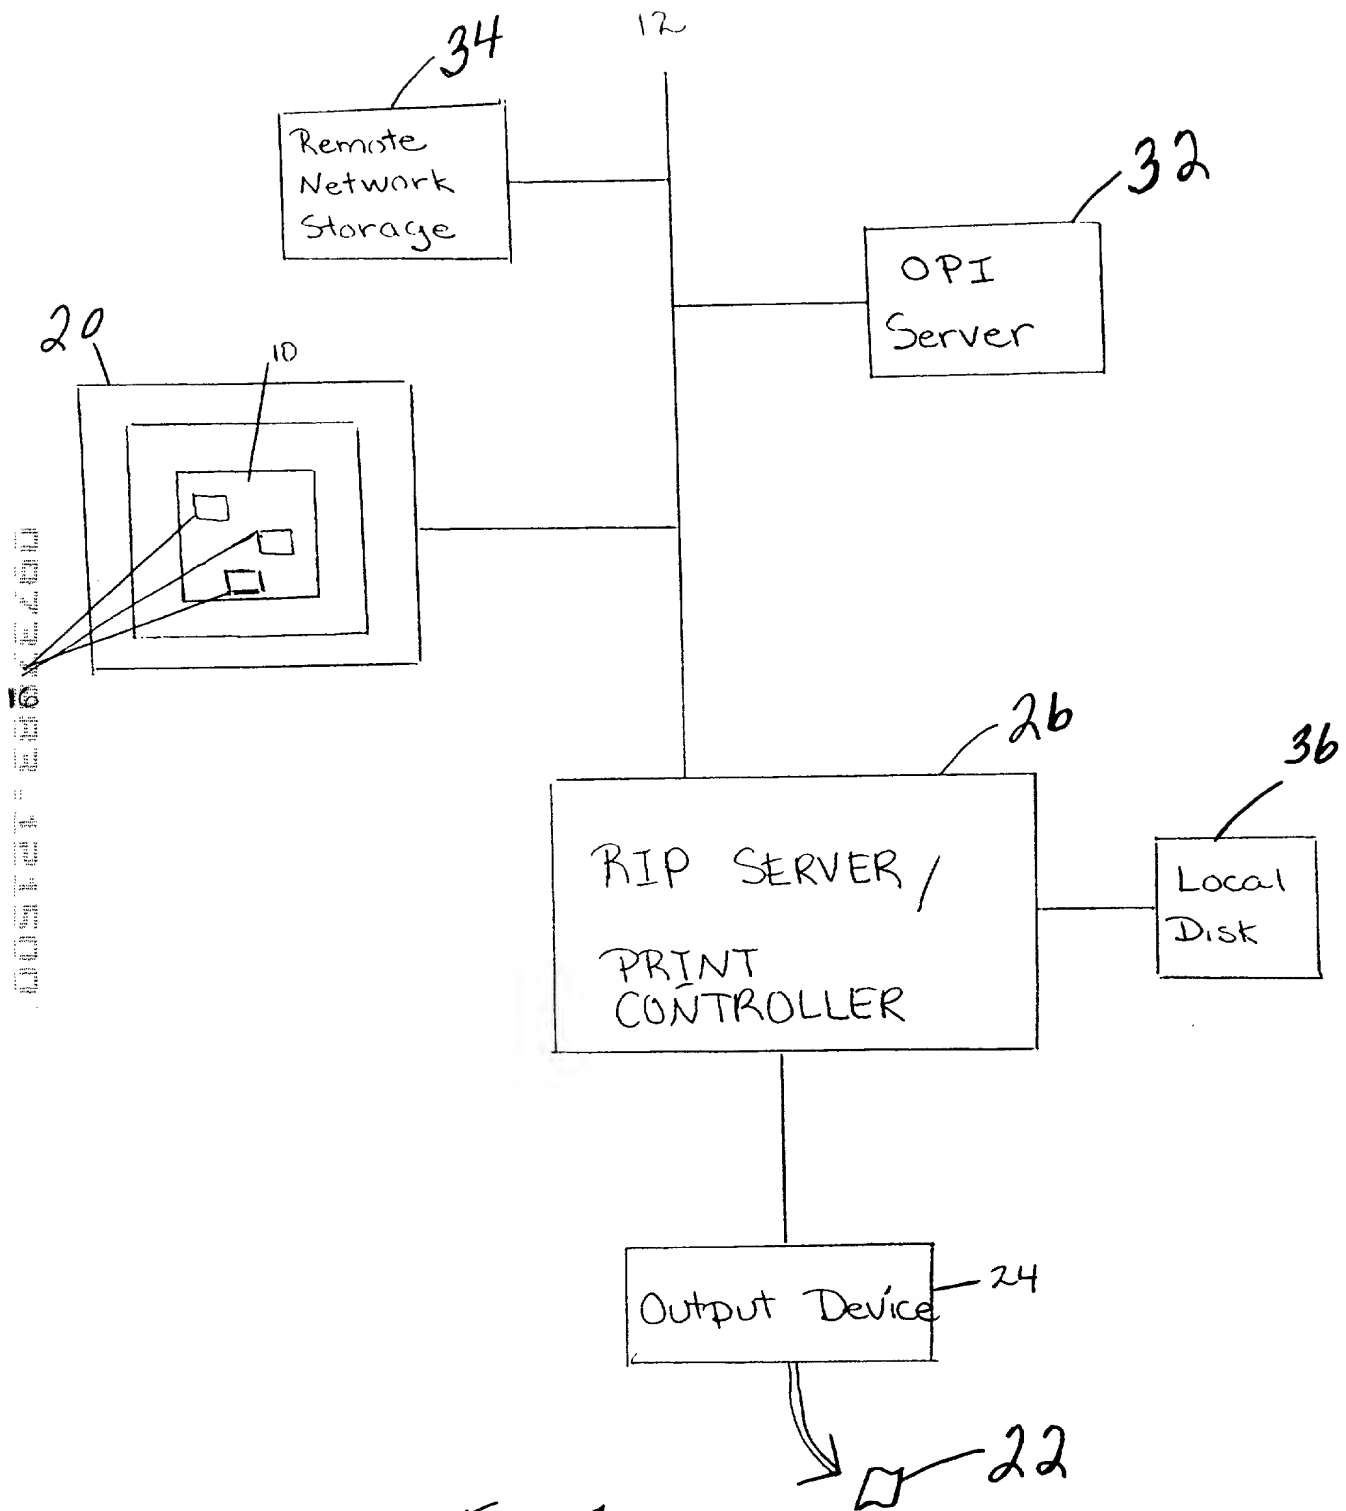 34
12
Remote
Network
Storage
32
OPI
Server
20
10
16
26
36
RIP SERVER /
PRINT
CONTROLLER
Local
Disk
Output Device
24
22